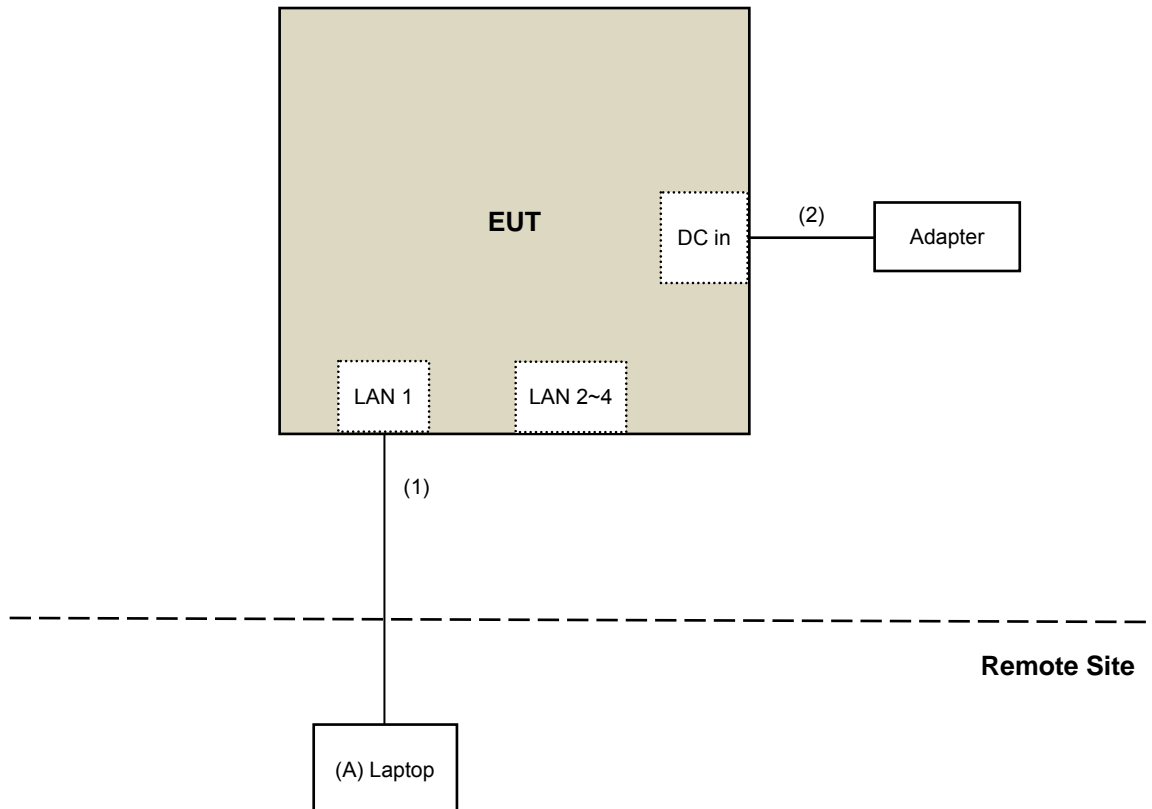 EUT
DC in
(2)
Adapter
LAN 1
LAN 2~4
(1)
Remote Site
(A) Laptop